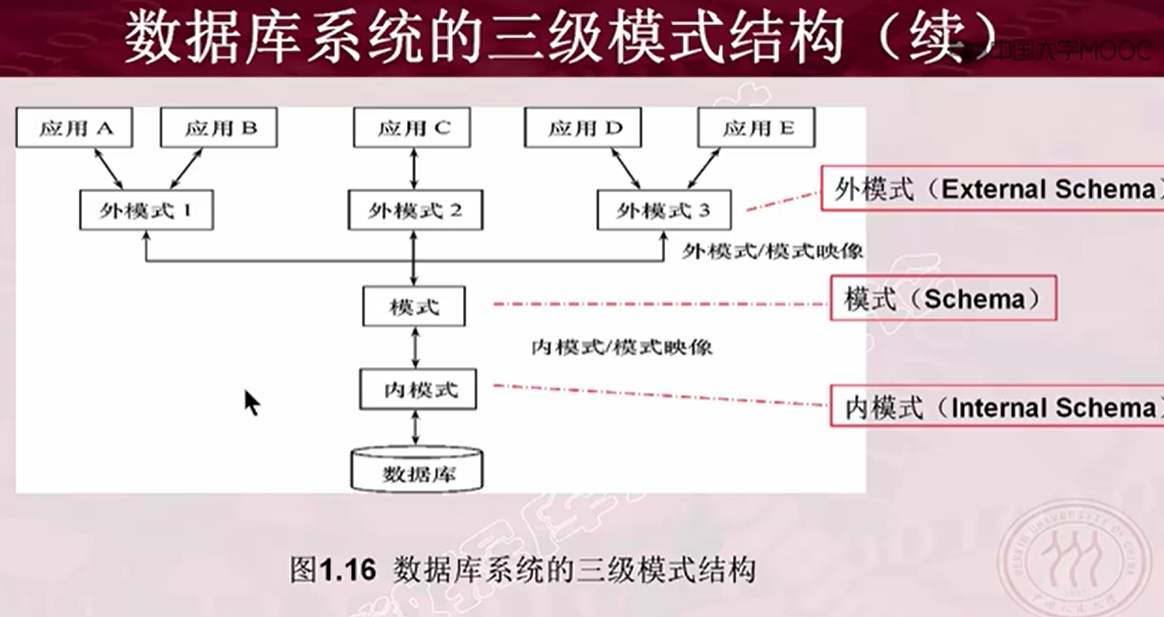 数据库系统的三级模式结构（续）
中国大学MOOC
应用 A
应用 B
应用 C
应用 D
应用 E
外模式 1
外模式 2
外模式 3
外模式（External Schema）
外模式/模式映像
模式
模式（Schema）
内模式/模式映像
内模式
内模式（Internal Schema）
数据库
图1.16 数据库系统的三级模式结构